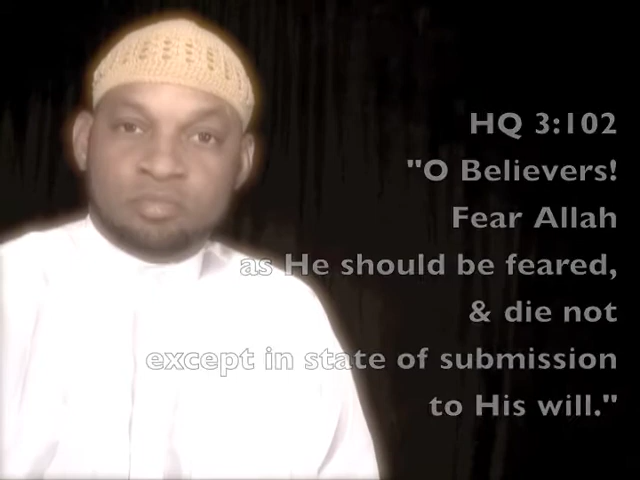 HQ 3:102
"O Believers!
Fear Allah
as He should be feared,
& die not
except in state of submission
to His will."